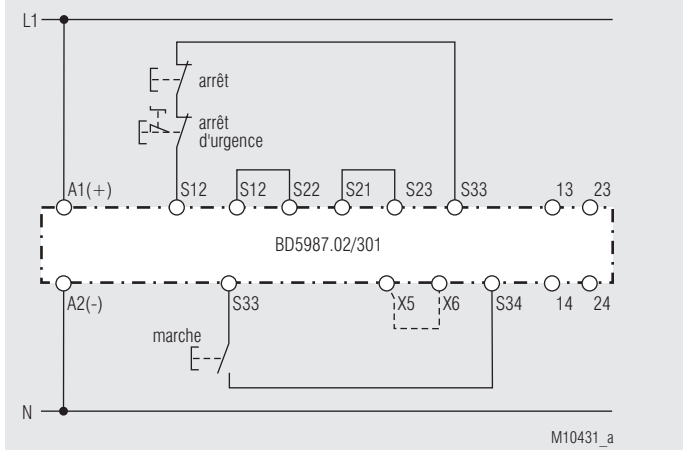 L1
arrêt
arrêt
d'urgence
A1(+) S12 S12 S22 S21 S23 S33 13 23
BD5987.02/301
A2(-) S33 X5 X6 S34 14 24
marche
N
M10431_a